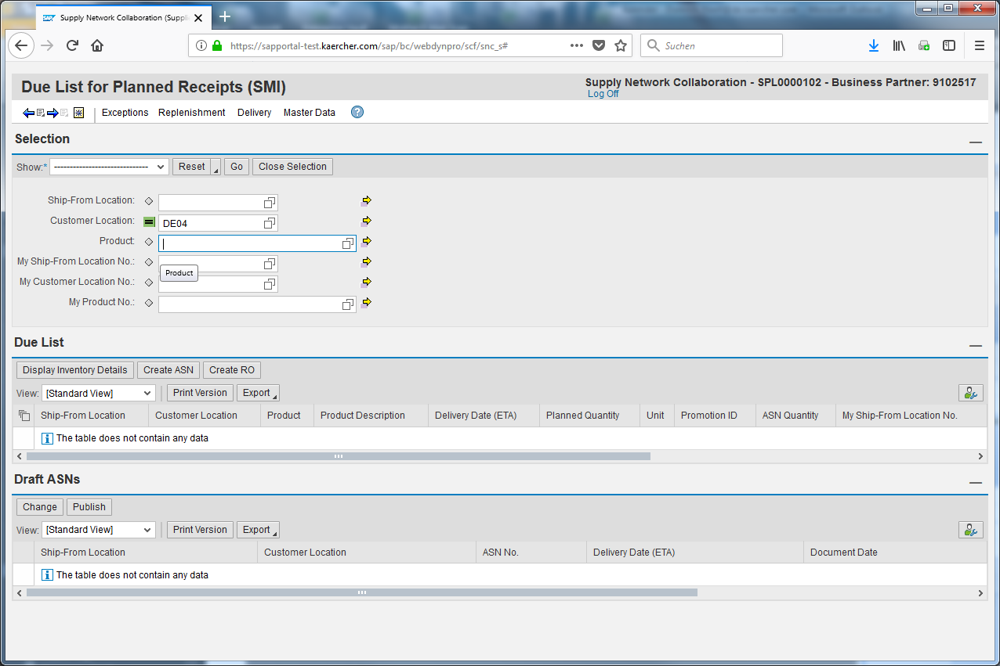 Supply Network Collaboration (Suppl
https://sapportal-test.kaercher.com/sap/bc/webdynpro/scf/snc_s#
Suchen
Due List for Planned Receipts (SMI)
Supply Network Collaboration - SPL0000102 - Business Partner: 9102517
Log Off
Exceptions Replenishment Delivery Master Data
Selection
Show:* ------------------------------ Reset Go Close Selection
Ship-From Location:
Customer Location: DE04
Product:
My Ship-From Location No.:
Product
My Customer Location No.:
My Product No.:
Due List
Display Inventory Details Create ASN Create RO
View: [Standard View] Print Version Export
Ship-From Location Customer Location Product Product Description Delivery Date (ETA) Planned Quantity Unit Promotion ID ASN Quantity My Ship-From Location No.
The table does not contain any data
Draft ASNs
Change Publish
View: [Standard View] Print Version Export
Ship-From Location Customer Location ASN No. Delivery Date (ETA) Document Date
The table does not contain any data